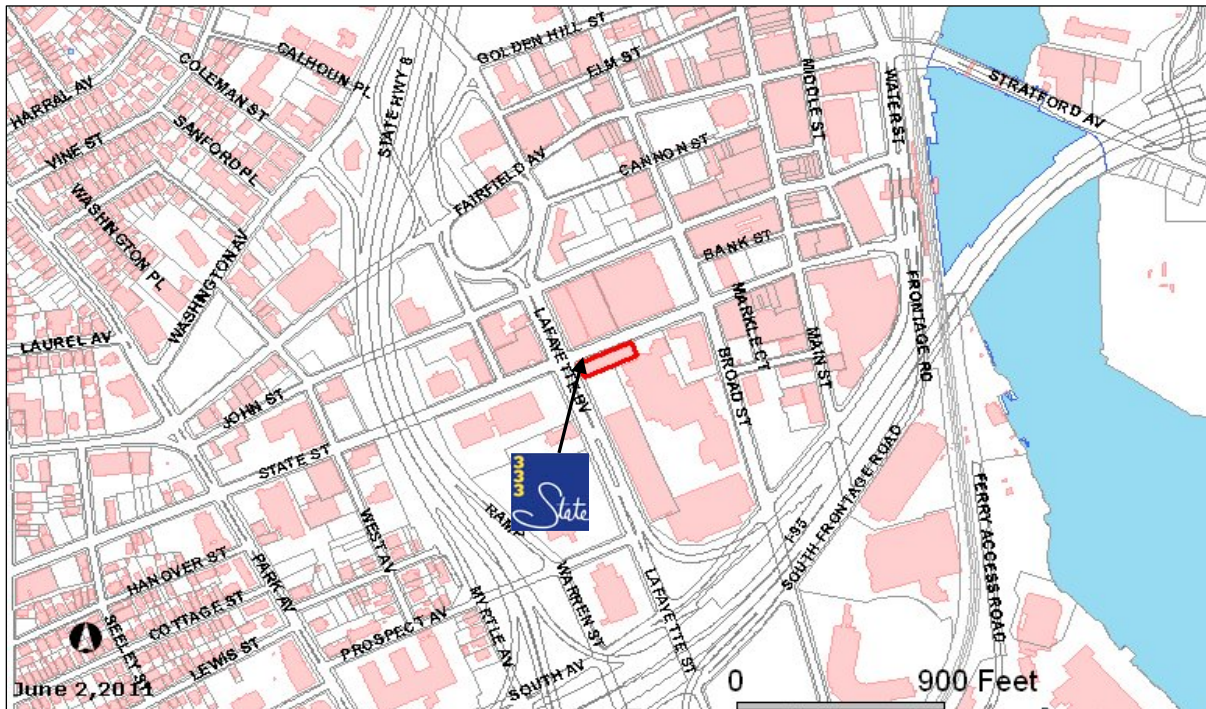 GOLDEN HILL ST
ELM ST
CALHOUN PL
COLEMAN ST
HARRAL AV
VINE ST
SANFORD PL
WASHINGTON PL
WASHINGTON AV
STATE HWY 8
FAIRFIELD AV
CANNON ST
MIDDLE ST
WATER ST
STRATFORD AV
BANK ST
MARKLE CT
MAIN ST
BROAD ST
FRONTAGE RD
LAFAYETTE BV
LAUREL AV
JOHN ST
STATE ST
333
State
RAMP
WEST AV
HANOVER ST
COTTAGE ST
PARK AV
LEWIS ST
SEELEY ST
PROSPECT AV
MYRTLE AV
WARREN ST
LAFAYETTE ST
SOUTH AV
I-95
SOUTH FRONTAGE ROAD
FERRY ACCESS ROAD
June 2,2011
0
900 Feet